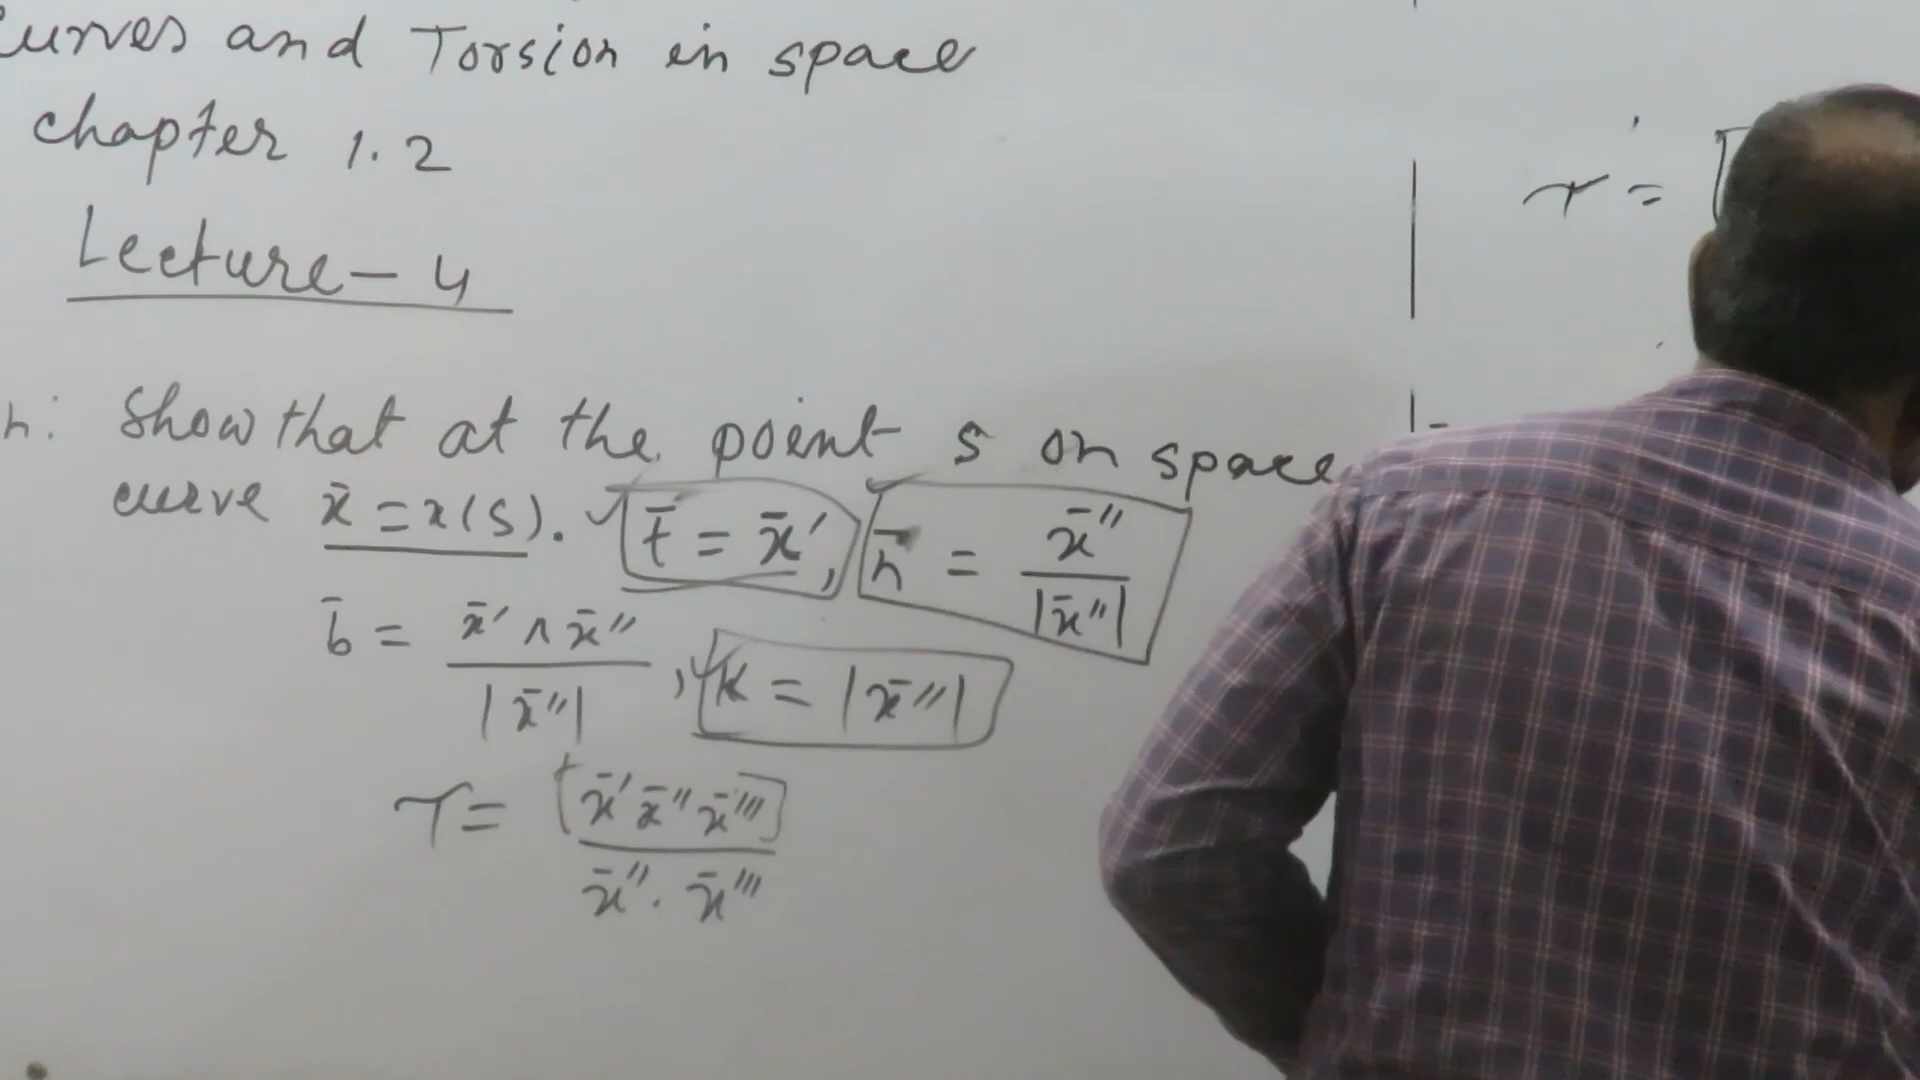 Curves and Torsion in space
chapter 1.2
Lecture - 4
h: Show that at the point s on space
curve x̄ = x(s). t̄ = x̄', n̄ = x̄'' / |x̄''|
b̄ = x̄' ∧ x̄'' / |x̄''|, K = |x̄''|
τ = [x̄' x̄'' x̄'''] / x̄'' . x̄'''
τ = [